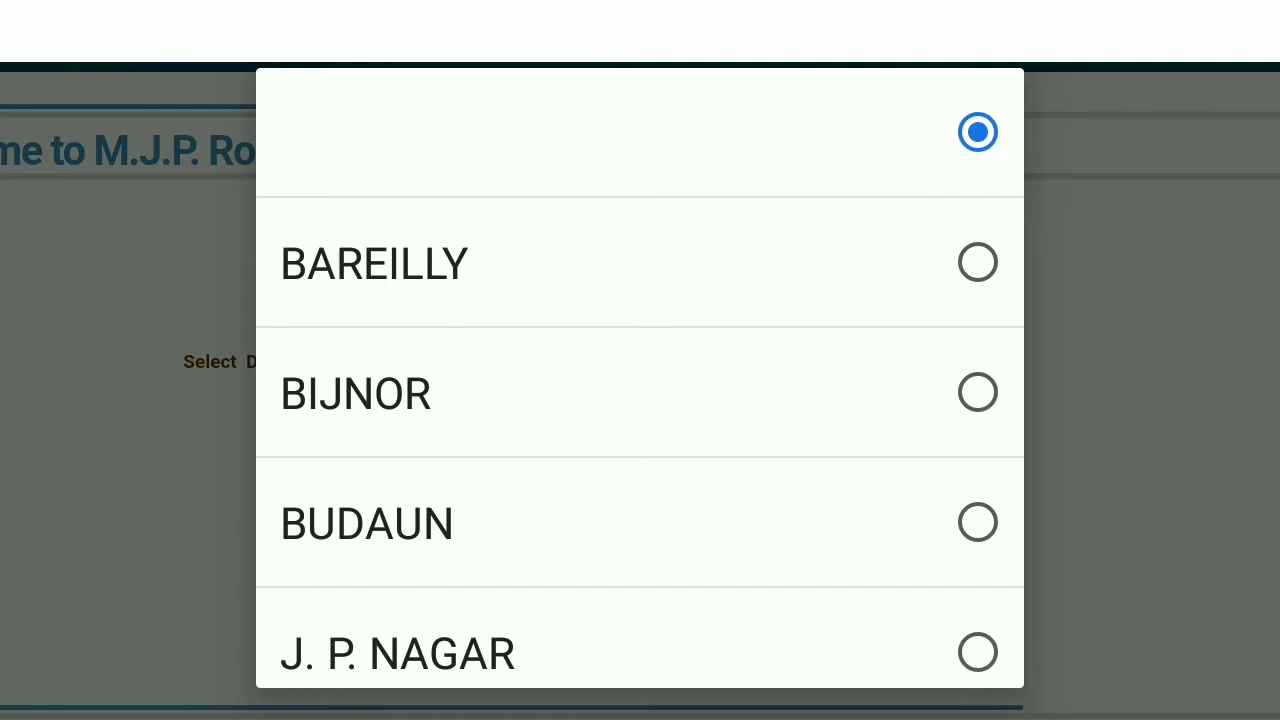 me to M.J.P. Ro
BAREILLY
Select D
BIJNOR
BUDAUN
J. P. NAGAR